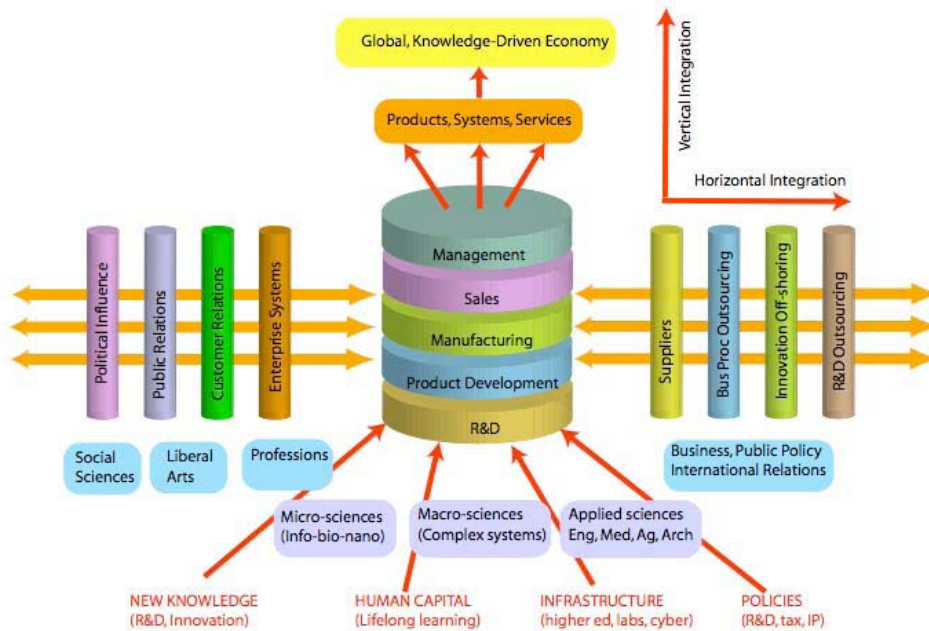 Global, Knowledge-Driven Economy
Products, Systems, Services
Vertical Integration
Horizontal Integration
Management
Sales
Manufacturing
Product Development
R&D
Political Influence
Public Relations
Customer Relations
Enterprise Systems
Suppliers
Bus Proc Outsourcing
Innovation Off-shoring
R&D Outsourcing
Social
Sciences
Liberal
Arts
Professions
Business, Public Policy
International Relations
Micro-sciences
(Info-bio-nano)
Macro-sciences
(Complex systems)
Applied sciences
Eng, Med, Ag, Arch
NEW KNOWLEDGE
(R&D, Innovation)
HUMAN CAPITAL
(Lifelong learning)
INFRASTRUCTURE
(higher ed, labs, cyber)
POLICIES
(R&D, tax, IP)